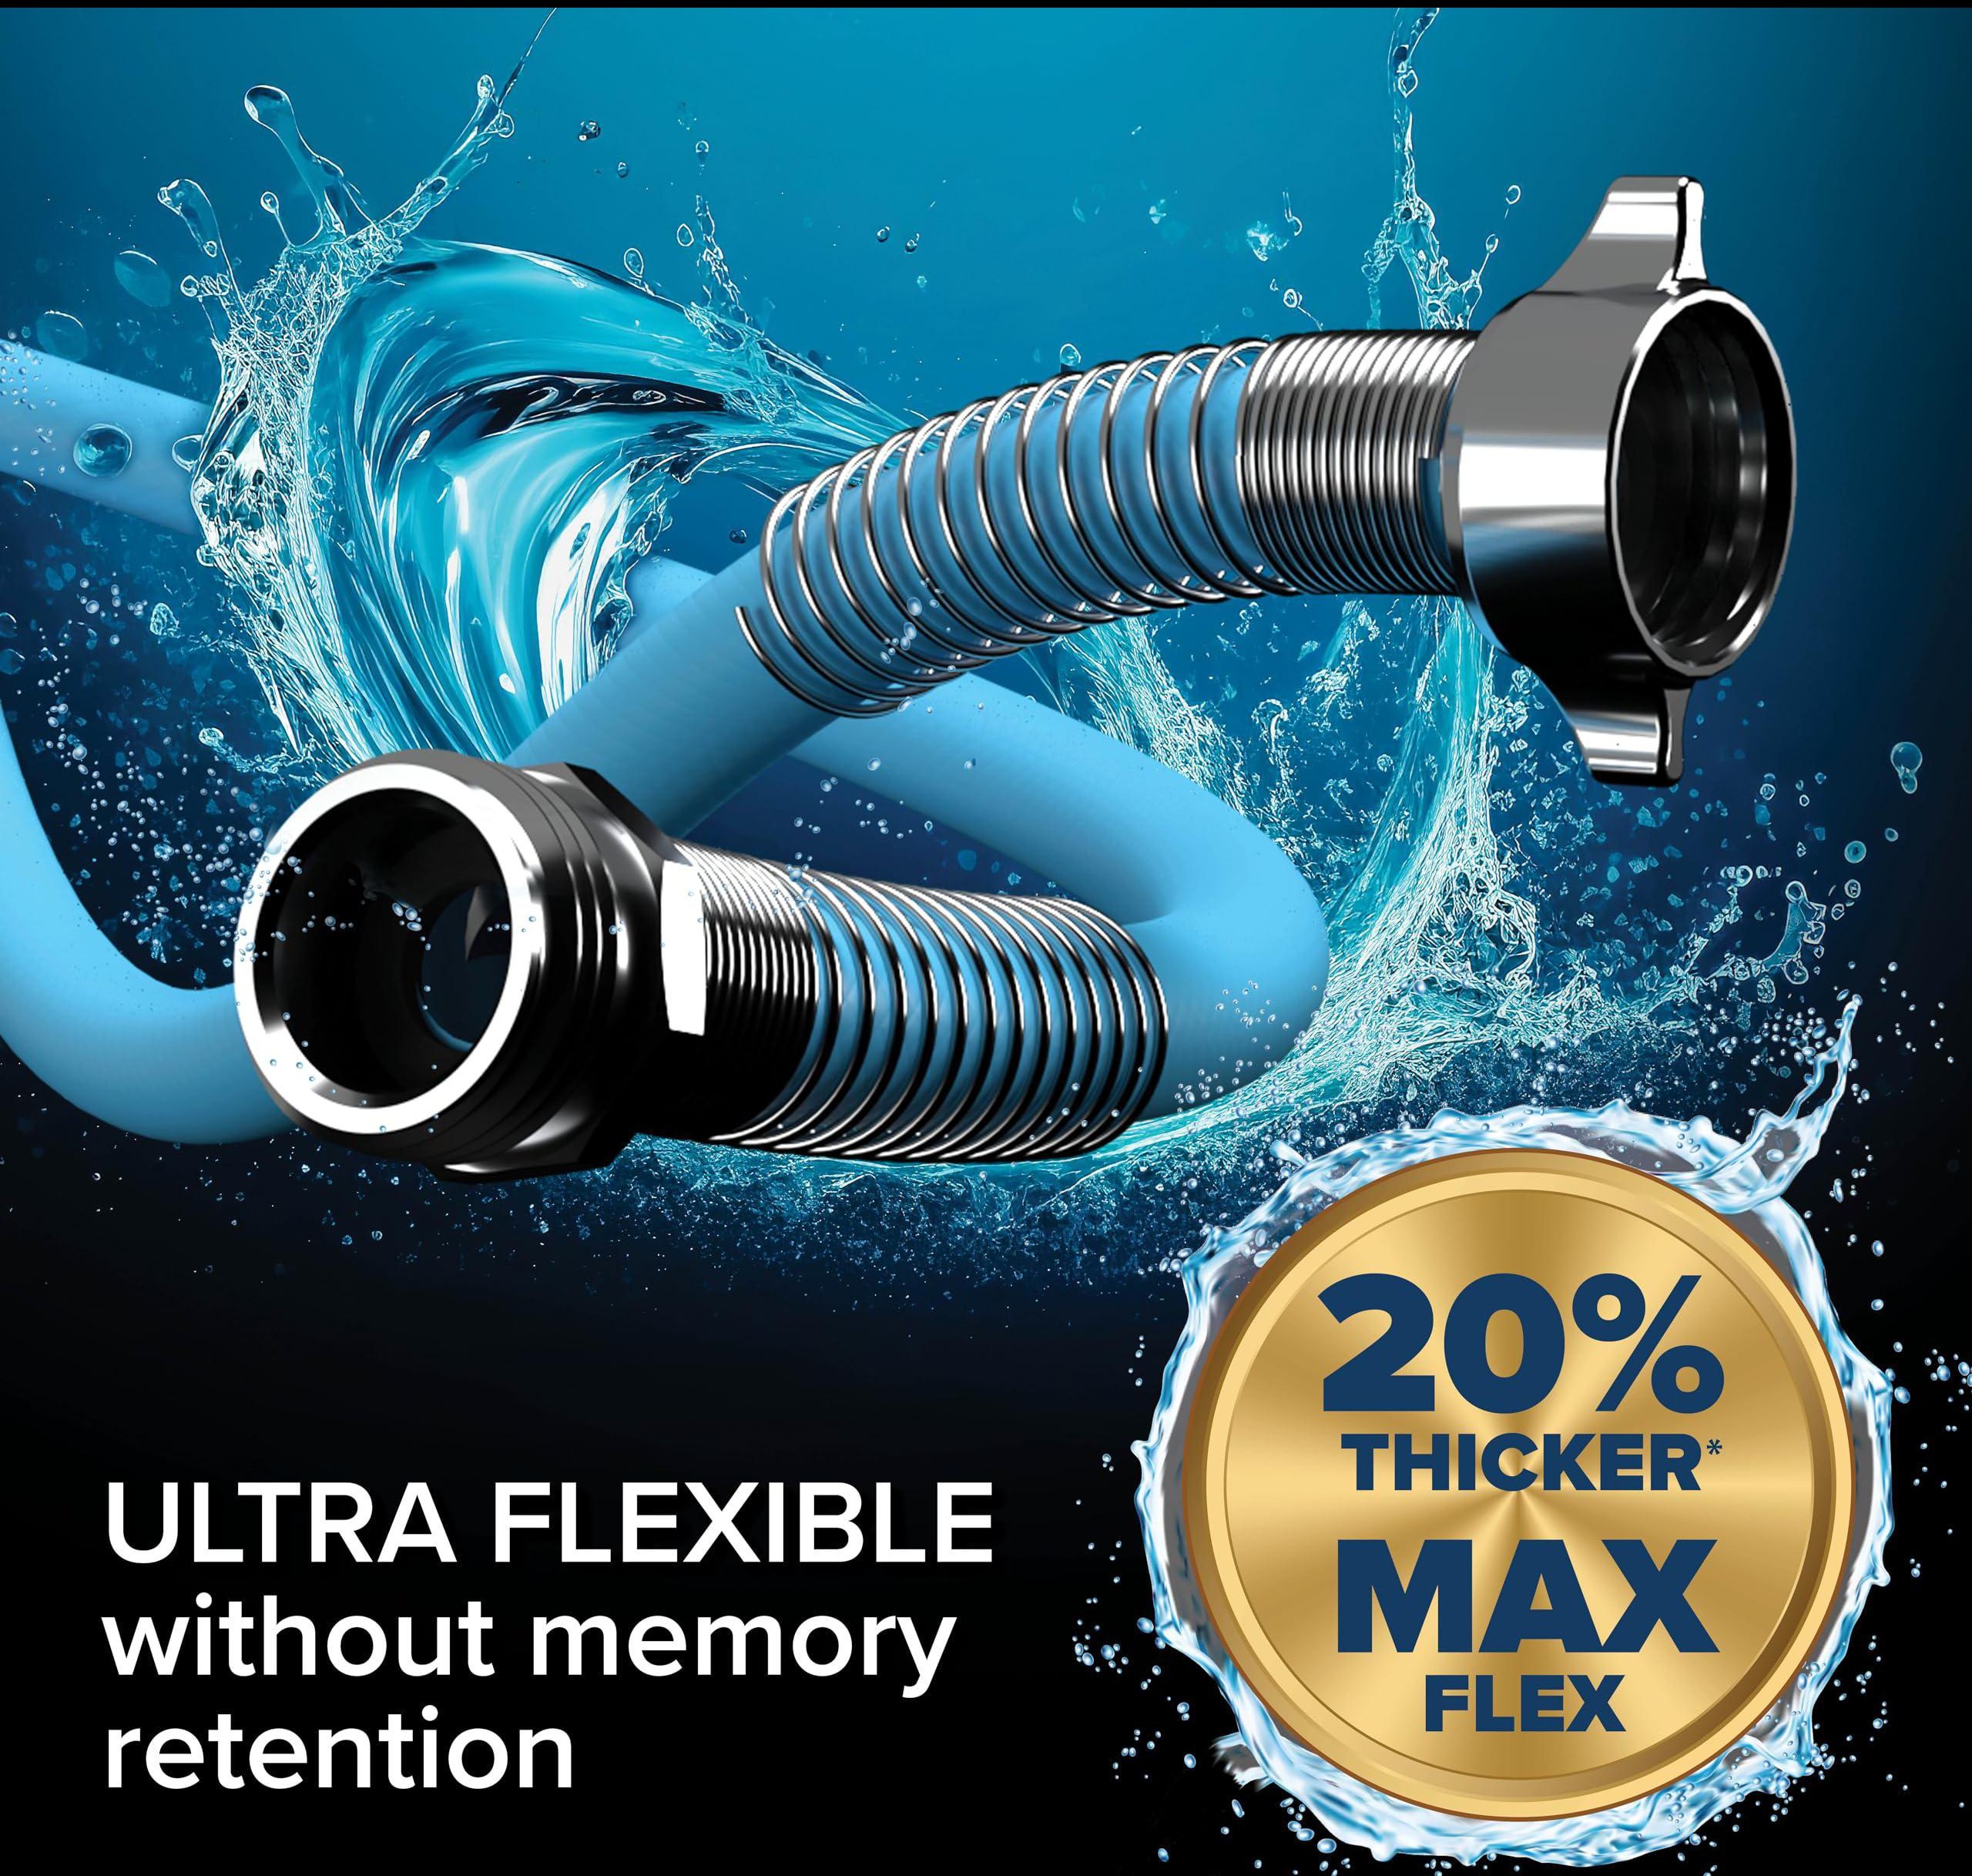 ULTRA FLEXIBLE
without memory
retention
20%
THICKER*
MAX
FLEX